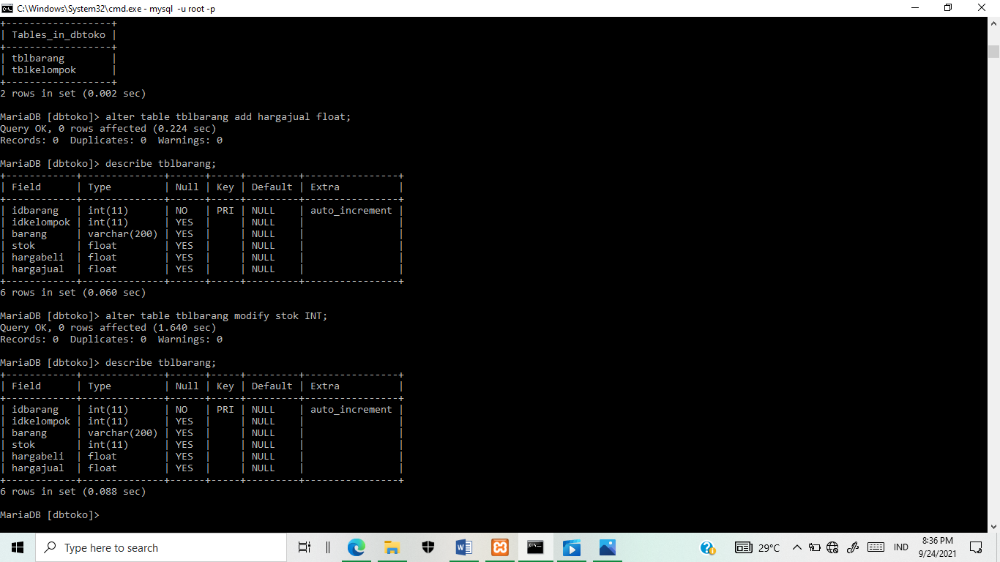 C:\Windows\System32\cmd.exe - mysql  -u root -p
+------------------+
| Tables_in_dbtoko |
+------------------+
| tblbarang        |
| tblkelompok      |
+------------------+
2 rows in set (0.002 sec)
MariaDB [dbtoko]> alter table tblbarang add hargajual float;
Query OK, 0 rows affected (0.224 sec)
Records: 0  Duplicates: 0  Warnings: 0
MariaDB [dbtoko]> describe tblbarang;
+------------+--------------+------+-----+---------+----------------+
| Field      | Type         | Null | Key | Default | Extra          |
+------------+--------------+------+-----+---------+----------------+
| idbarang   | int(11)      | NO   | PRI | NULL    | auto_increment |
| idkelompok | int(11)      | YES  |     | NULL    |                |
| barang     | varchar(200) | YES  |     | NULL    |                |
| stok       | float        | YES  |     | NULL    |                |
| hargabeli  | float        | YES  |     | NULL    |                |
| hargajual  | float        | YES  |     | NULL    |                |
+------------+--------------+------+-----+---------+----------------+
6 rows in set (0.060 sec)
MariaDB [dbtoko]> alter table tblbarang modify stok INT;
Query OK, 0 rows affected (1.640 sec)
Records: 0  Duplicates: 0  Warnings: 0
MariaDB [dbtoko]> describe tblbarang;
+------------+--------------+------+-----+---------+----------------+
| Field      | Type         | Null | Key | Default | Extra          |
+------------+--------------+------+-----+---------+----------------+
| idbarang   | int(11)      | NO   | PRI | NULL    | auto_increment |
| idkelompok | int(11)      | YES  |     | NULL    |                |
| barang     | varchar(200) | YES  |     | NULL    |                |
| stok       | int(11)      | YES  |     | NULL    |                |
| hargabeli  | float        | YES  |     | NULL    |                |
| hargajual  | float        | YES  |     | NULL    |                |
+------------+--------------+------+-----+---------+----------------+
6 rows in set (0.088 sec)
MariaDB [dbtoko]>
Type here to search
29°C
IND
8:36 PM
9/24/2021